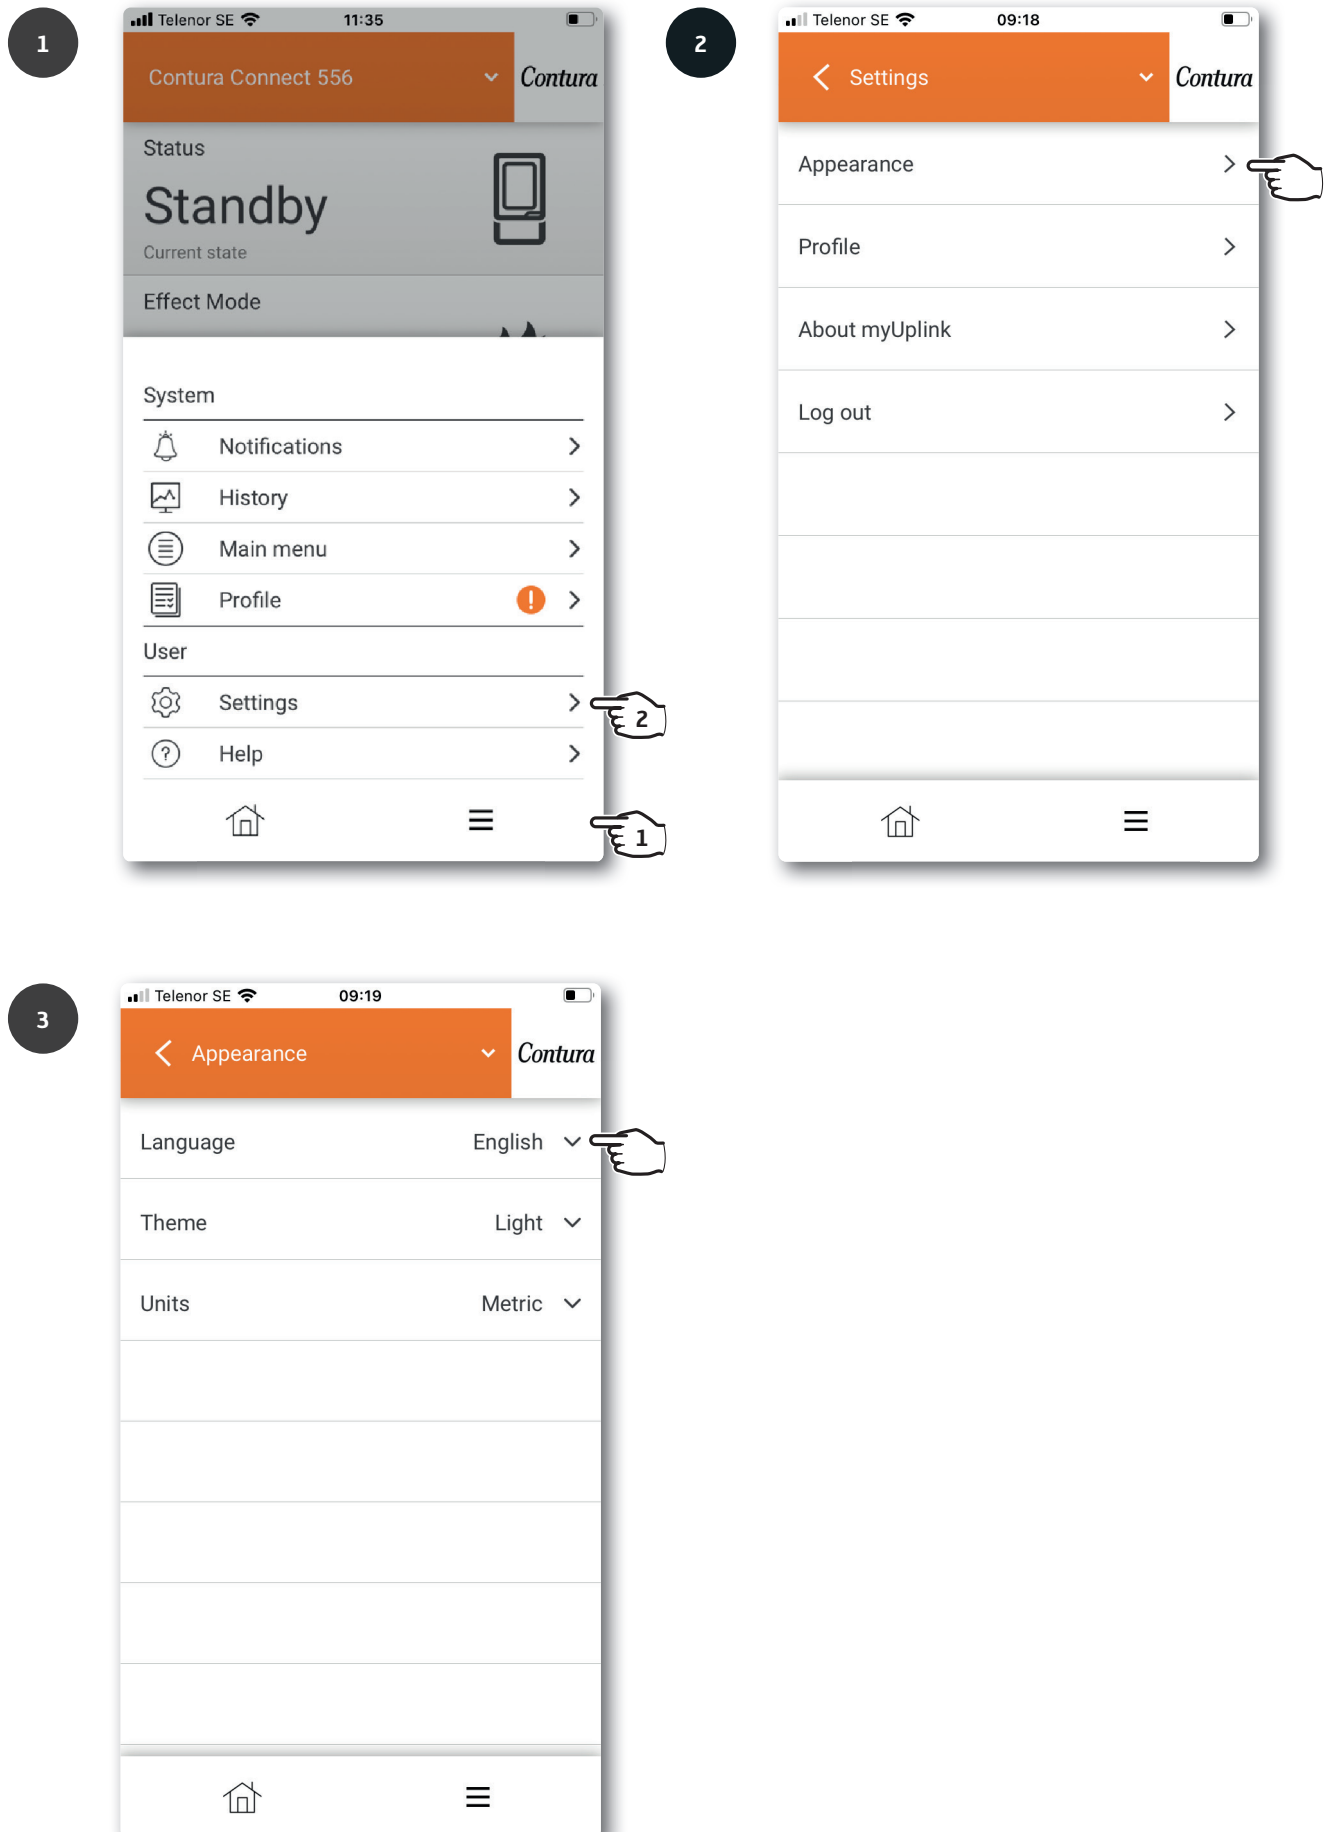 1
Telenor SE 11:35
Contura Connect 556
Contura
Status
Standby
Current state
Effect Mode
System
Notifications
History
Main menu
Profile !
User
Settings
2
? Help
1
2
Telenor SE 09:18
Settings
Contura
Appearance
Profile
About myUplink
Log out
3
Telenor SE 09:19
Appearance
Contura
Language English
Theme Light
Units Metric